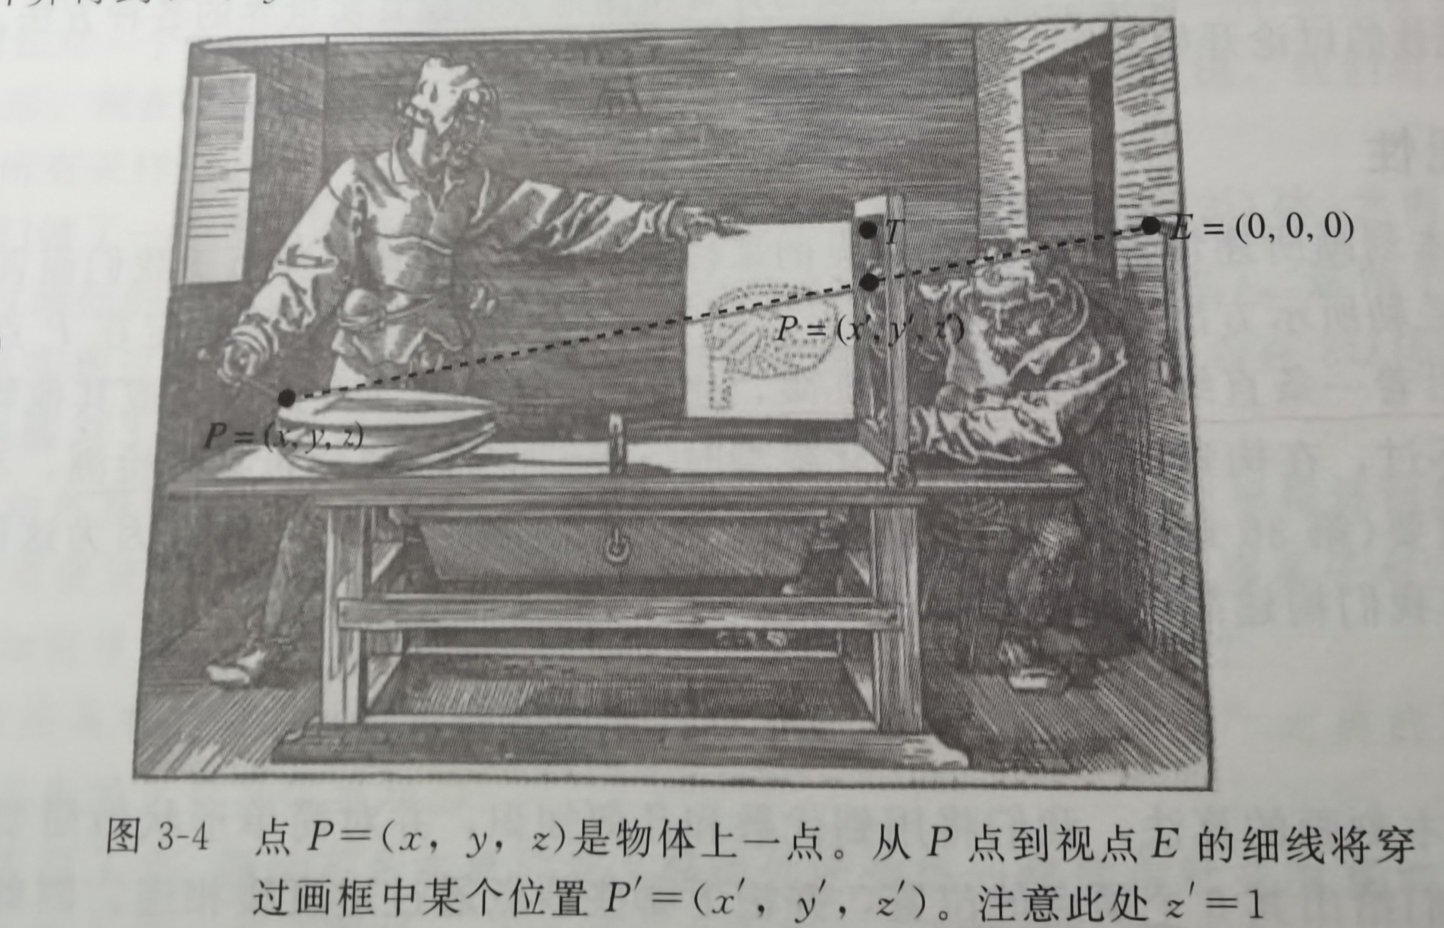 T
E = (0, 0, 0)
P = (x′, y′, z′)
P = (x, y, z)
图 3-4 点 P=(x, y, z)是物体上一点。从 P 点到视点 E 的细线将穿
过画框中某个位置 P′=(x′, y′, z′)。注意此处 z′=1